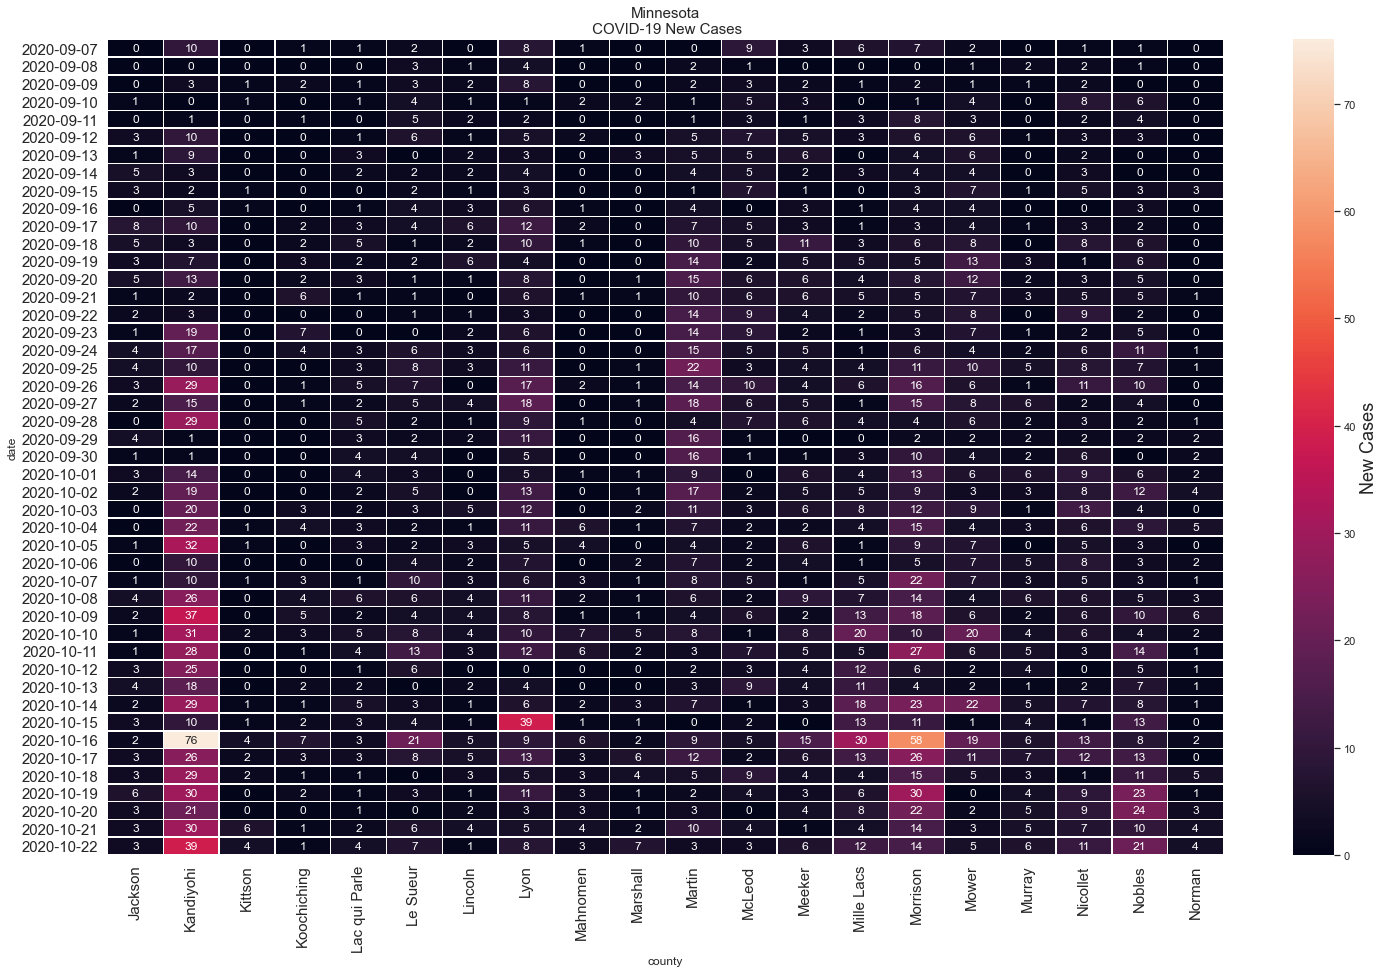 Minnesota
COVID-19 New Cases
2020-09-07 0 10 0 1 1 2 0 8 1 0 0 9 3 6 7 2 0 1 1 0
2020-09-08 0 0 0 0 0 3 1 4 0 0 2 1 0 0 0 1 2 2 1 0
2020-09-09 0 3 1 2 1 3 2 8 0 0 2 3 2 1 2 1 1 2 0 0
2020-09-10 1 0 1 0 1 4 1 1 2 2 1 5 3 0 1 4 0 8 6 0
2020-09-11 0 1 0 1 0 5 2 2 0 0 1 3 1 3 8 3 0 2 4 0
2020-09-12 3 10 0 0 1 6 1 5 2 0 5 7 5 3 6 6 1 3 3 0
2020-09-13 1 9 0 0 3 0 2 3 0 3 5 5 6 0 4 6 0 2 0 0
2020-09-14 5 3 0 0 2 2 2 4 0 0 4 5 2 3 4 4 0 3 0 0
2020-09-15 3 2 1 0 0 2 1 3 0 0 1 7 1 0 3 7 1 5 3 3
2020-09-16 0 5 1 0 1 4 3 6 1 0 4 0 3 1 4 4 0 0 3 0
2020-09-17 8 10 0 2 3 4 6 12 2 0 7 5 3 1 3 4 1 3 2 0
2020-09-18 5 3 0 2 5 1 2 10 1 0 10 5 11 3 6 8 0 8 6 0
2020-09-19 3 7 0 3 2 2 6 4 0 0 14 2 5 5 5 13 3 1 6 0
2020-09-20 5 13 0 2 3 1 1 8 0 1 15 6 6 4 8 12 2 3 5 0
2020-09-21 1 2 0 6 1 1 0 6 1 1 10 6 6 5 5 7 3 5 5 1
2020-09-22 2 3 0 0 0 1 1 3 0 0 14 9 4 2 5 8 0 9 2 0
2020-09-23 1 19 0 7 0 0 2 6 0 0 14 9 2 1 3 7 1 2 5 0
2020-09-24 4 17 0 4 3 6 3 6 0 0 15 5 5 1 6 4 2 6 11 1
2020-09-25 4 10 0 0 3 8 3 11 0 1 22 3 4 4 11 10 5 8 7 1
2020-09-26 3 29 0 1 5 7 0 17 2 1 14 10 4 6 16 6 1 11 10 0
2020-09-27 2 15 0 1 2 5 4 18 0 1 18 6 5 1 15 8 6 2 4 0
2020-09-28 0 29 0 0 5 2 1 9 1 0 4 7 6 4 4 6 2 3 2 1
2020-09-29 4 1 0 0 3 2 2 11 0 0 16 1 0 0 2 2 2 2 2 2
2020-09-30 1 1 0 0 4 4 0 5 0 0 16 1 1 3 10 4 2 6 0 2
2020-10-01 3 14 0 0 4 3 0 5 1 1 9 0 6 4 13 6 6 9 6 2
2020-10-02 2 19 0 0 2 5 0 13 0 1 17 2 5 5 9 3 3 8 12 4
2020-10-03 0 20 0 3 2 3 5 12 0 2 11 3 6 8 12 9 1 13 4 0
2020-10-04 0 22 1 4 3 2 1 11 6 1 7 2 2 4 15 4 3 6 9 5
2020-10-05 1 32 1 0 3 2 3 5 4 0 4 2 6 1 9 7 0 5 3 0
2020-10-06 0 10 0 0 0 4 2 7 0 2 7 2 4 1 5 7 5 8 3 2
2020-10-07 1 10 1 3 1 10 3 6 3 1 8 5 1 5 22 7 3 5 3 1
2020-10-08 4 26 0 4 6 6 4 11 2 1 6 2 9 7 14 4 6 6 5 3
2020-10-09 2 37 0 5 2 4 4 8 1 1 4 6 2 13 18 6 2 6 10 6
2020-10-10 1 31 2 3 5 8 4 10 7 5 8 1 8 20 10 20 4 6 4 2
2020-10-11 1 28 0 1 4 13 3 12 6 2 3 7 5 5 27 6 5 3 14 1
2020-10-12 3 25 0 0 1 6 0 0 0 0 2 3 4 12 6 2 4 0 5 1
2020-10-13 4 18 0 2 2 0 2 4 0 0 3 9 4 11 4 2 1 2 7 1
2020-10-14 2 29 1 1 5 3 1 6 2 3 7 1 3 18 23 22 5 7 8 1
2020-10-15 3 10 0 2 3 4 1 39 1 1 0 2 0 13 11 1 4 1 13 0
2020-10-16 2 76 4 7 3 21 5 9 6 2 9 5 15 30 58 19 6 13 8 2
2020-10-17 3 26 2 3 3 8 5 13 3 6 12 2 6 13 26 11 7 12 13 0
2020-10-18 3 29 2 1 1 0 3 5 3 4 5 9 4 4 15 5 3 1 11 5
2020-10-19 6 30 0 2 1 3 1 11 3 1 2 4 3 6 30 0 4 9 23 1
2020-10-20 3 21 0 0 1 0 2 3 3 1 3 0 4 8 22 2 5 9 24 3
2020-10-21 3 30 6 1 2 6 4 5 4 2 10 4 1 4 14 3 5 7 10 4
2020-10-22 3 39 4 1 4 7 1 8 3 7 3 3 6 12 14 5 6 11 21 4
date
Jackson
Kandiyohi
Kittson
Koochiching
Lac qui Parle
Le Sueur
Lincoln
Lyon
Mahnomen
Marshall
Martin
McLeod
Meeker
Mille Lacs
Morrison
Mower
Murray
Nicollet
Nobles
Norman
county
70
60
50
40
30
20
10
0
New Cases